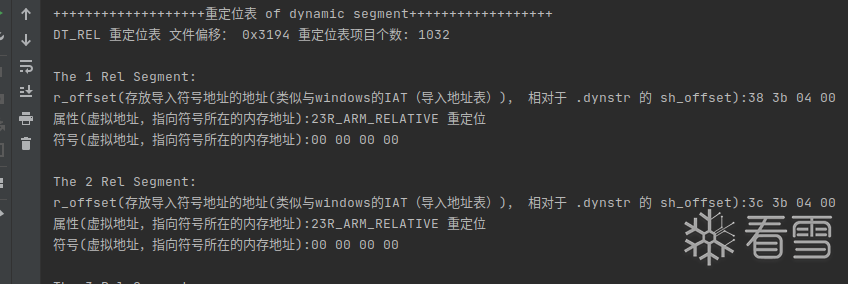 +++++++++++++++++++重定位表 of dynamic segment++++++++++++++++++
DT_REL 重定位表 文件偏移： 0x3194 重定位表项目个数: 1032
The 1 Rel Segment:
r_offset(存放导入符号地址的地址(类似与windows的IAT（导入地址表）)， 相对于 .dynstr 的 sh_offset):38 3b 04 00
属性(虚拟地址，指向符号所在的内存地址):23R_ARM_RELATIVE 重定位
符号(虚拟地址，指向符号所在的内存地址):00 00 00 00
The 2 Rel Segment:
r_offset(存放导入符号地址的地址(类似与windows的IAT（导入地址表）)， 相对于 .dynstr 的 sh_offset):3c 3b 04 00
属性(虚拟地址，指向符号所在的内存地址):23R_ARM_RELATIVE 重定位
符号(虚拟地址，指向符号所在的内存地址):00 00 00 00
看雪